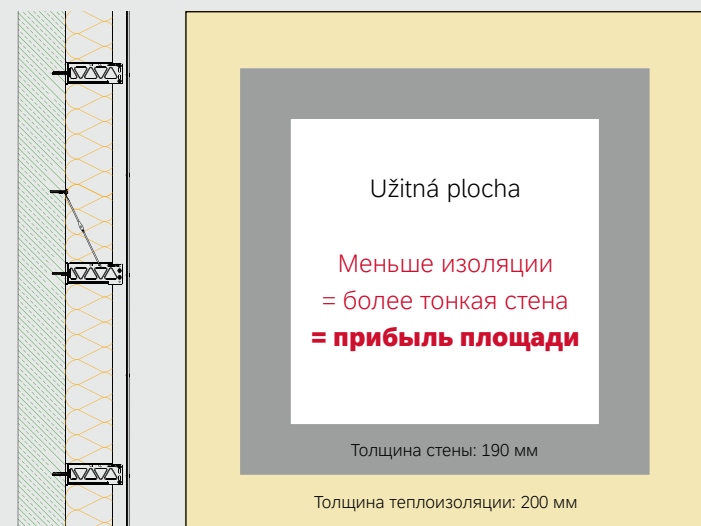 Užitná plocha
Меньше изоляции
= более тонкая стена
= прибыль площади
Толщина стены: 190 мм
Толщина теплоизоляции: 200 мм